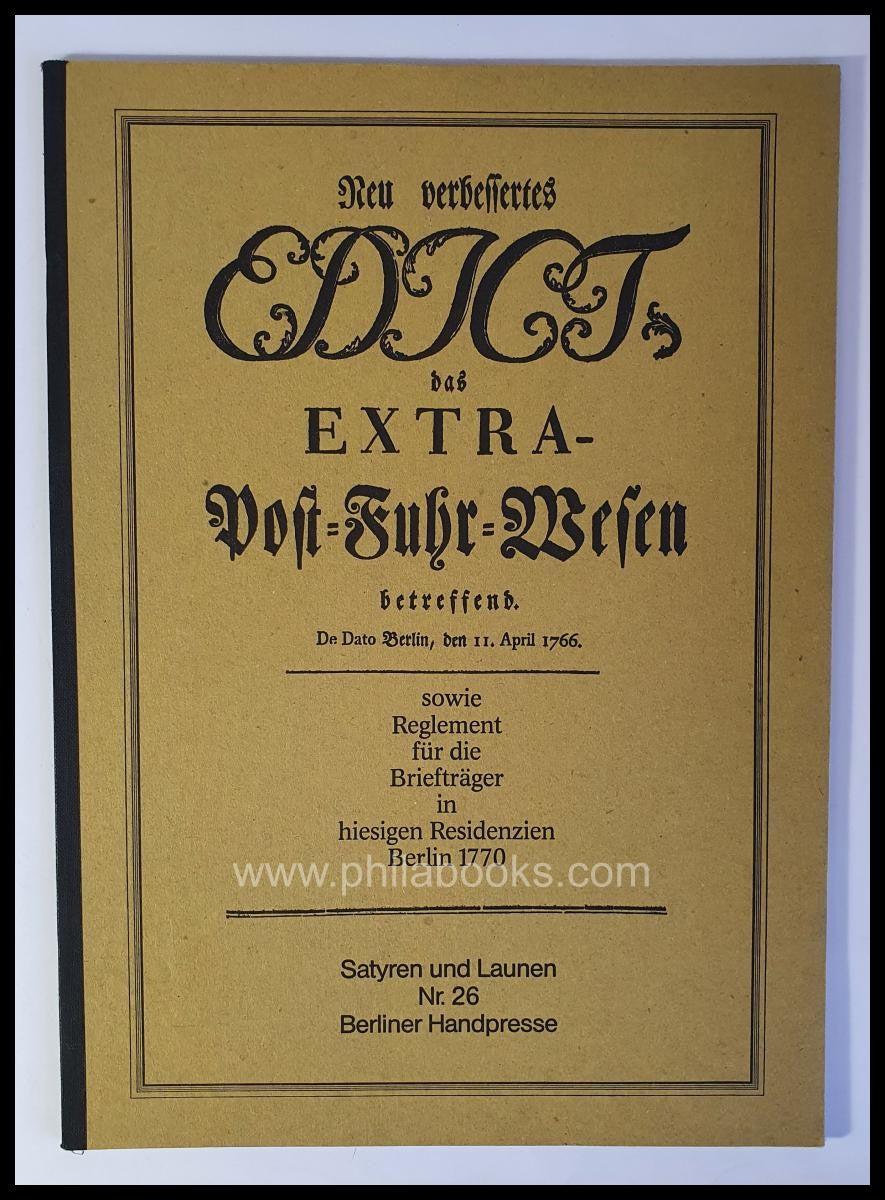 Neu verbessertes
EDICT,
das
EXTRA-
Post=Fuhr=Wesen
betreffend.
De Dato Berlin, den 11. April 1766.
sowie
Reglement
für die
Briefträger
in
hiesigen Residenzien
Berlin 1770
www.philabooks.com
Satyren und Launen
Nr. 26
Berliner Handpresse